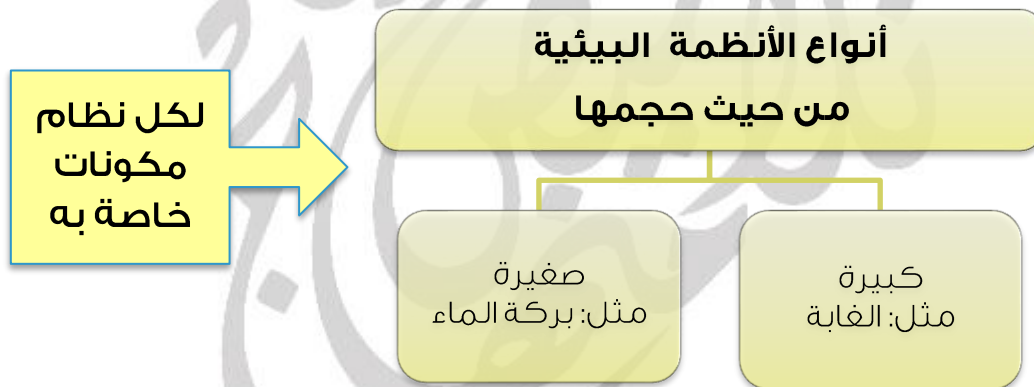 أنواع الأنظمة البيئية
من حيث حجمها
لكل نظام
مكونات
خاصة به
كبيرة
مثل: الغابة
صغيرة
مثل: بركة الماء